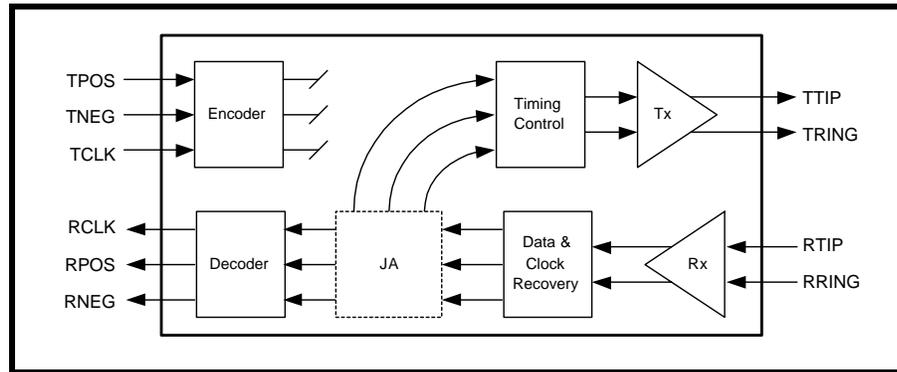 TPOS
TNEG
TCLK
Encoder
Timing
Control
Tx
TTIP
TRING
RCLK
RPOS
RNEG
Decoder
JA
Data &
Clock
Recovery
Rx
RTIP
RRING